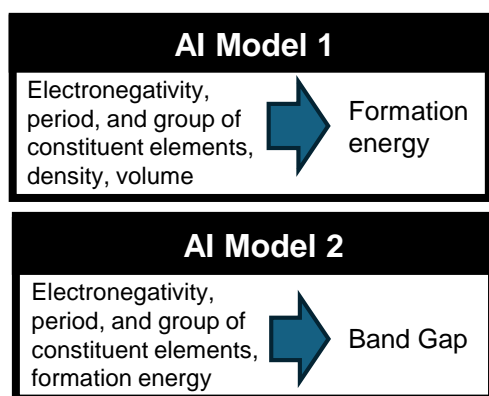 AI Model 1
Electronegativity,
period, and group of
constituent elements,
density, volume
Formation
energy
AI Model 2
Electronegativity,
period, and group of
constituent elements,
formation energy
Band Gap